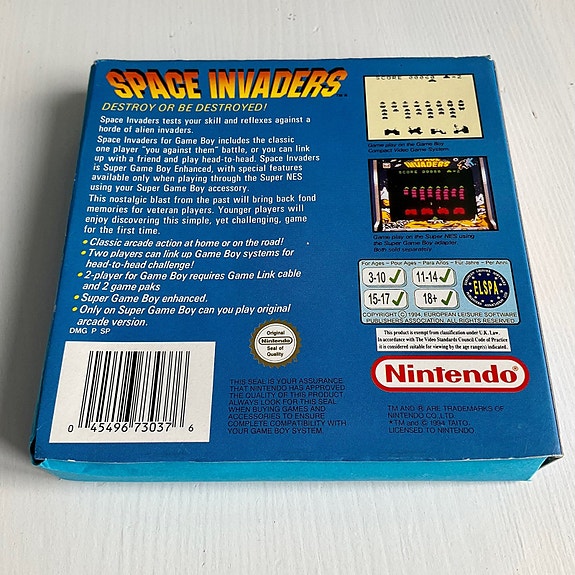 SPACE INVADERS™
DESTROY OR BE DESTROYED!
Space Invaders tests your skill and reflexes against a
horde of alien invaders.
Space Invaders for Game Boy includes the classic
one player "you against them" battle, or you can link
up with a friend and play head-to-head. Space Invaders
is Super Game Boy Enhanced, with special features
available only when playing through the Super NES
using your Super Game Boy accessory.
This nostalgic blast from the past will bring back fond
memories for veteran players. Younger players will
enjoy discovering this simple, yet challenging, game
for the first time.
• Classic arcade action at home or on the road!
• Two players can link up Game Boy systems for
head-to-head challenge!
• 2-player for Game Boy requires Game Link cable
and 2 game paks
• Super Game Boy enhanced.
• Only on Super Game Boy can you play original
arcade version.
DMG P SP
0 45496 73037 6
Original
Nintendo
Seal of
Quality
THIS SEAL IS YOUR ASSURANCE
THAT NINTENDO HAS APPROVED
THE QUALITY OF THIS PRODUCT.
ALWAYS LOOK FOR THIS SEAL
WHEN BUYING GAMES AND
ACCESSORIES TO ENSURE
COMPLETE COMPATIBILITY WITH
YOUR GAME BOY SYSTEM.
Game play on the Game Boy
Compact Video Game System.
INVADERS
Game play on the Super NES using
the Super Game Boy adapter.
Both sold separately.
For Ages - Pour Ages - Para Años - Für Jahre - Per Anni
3-10 ✓ 11-14 ✓
15-17 ✓ 18+ ✓
ELSPA
COPYRIGHT © 1994, EUROPEAN LEISURE SOFTWARE
PUBLISHERS ASSOCIATION. ALL RIGHTS RESERVED.
This product is exempt from classification under U.K. Law.
In accordance with The Video Standards Council Code of Practice
it is considered suitable for viewing by the age range(s) indicated.
Nintendo®
TM AND ® ARE TRADEMARKS OF
NINTENDO CO., LTD.
*TM and © 1994 TAITO.
LICENSED TO NINTENDO